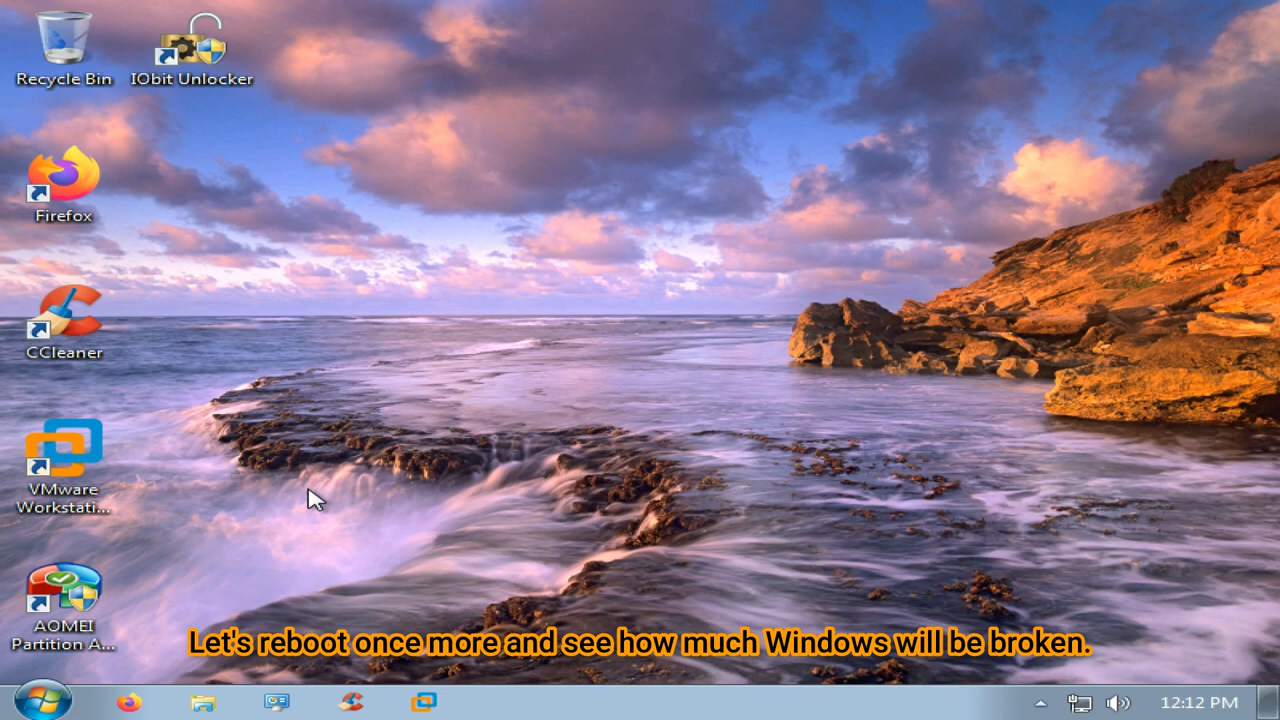 Recycle Bin
IObit Unlocker
Firefox
CCleaner
VMware
Workstati...
AOMEI
Partition A...
Let's reboot once more and see how much Windows will be broken.
12:12 PM